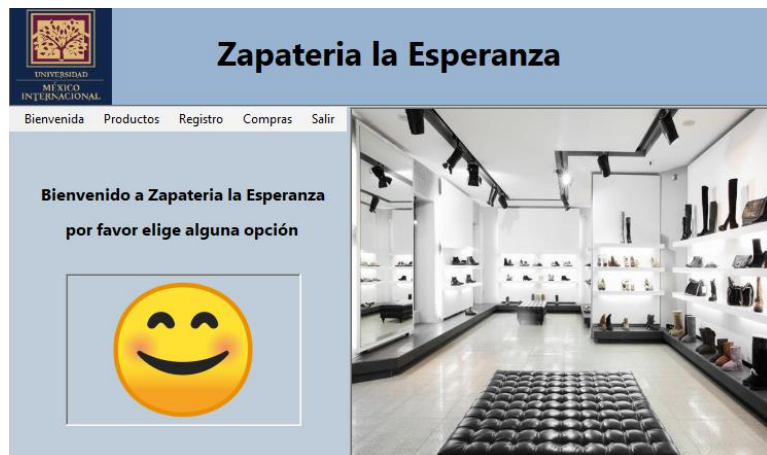 Zapateria la Esperanza
UNIVERSIDAD
MÉXICO
INTERNACIONAL
Bienvenida Productos Registro Compras Salir
Bienvenido a Zapateria la Esperanza
por favor elige alguna opción